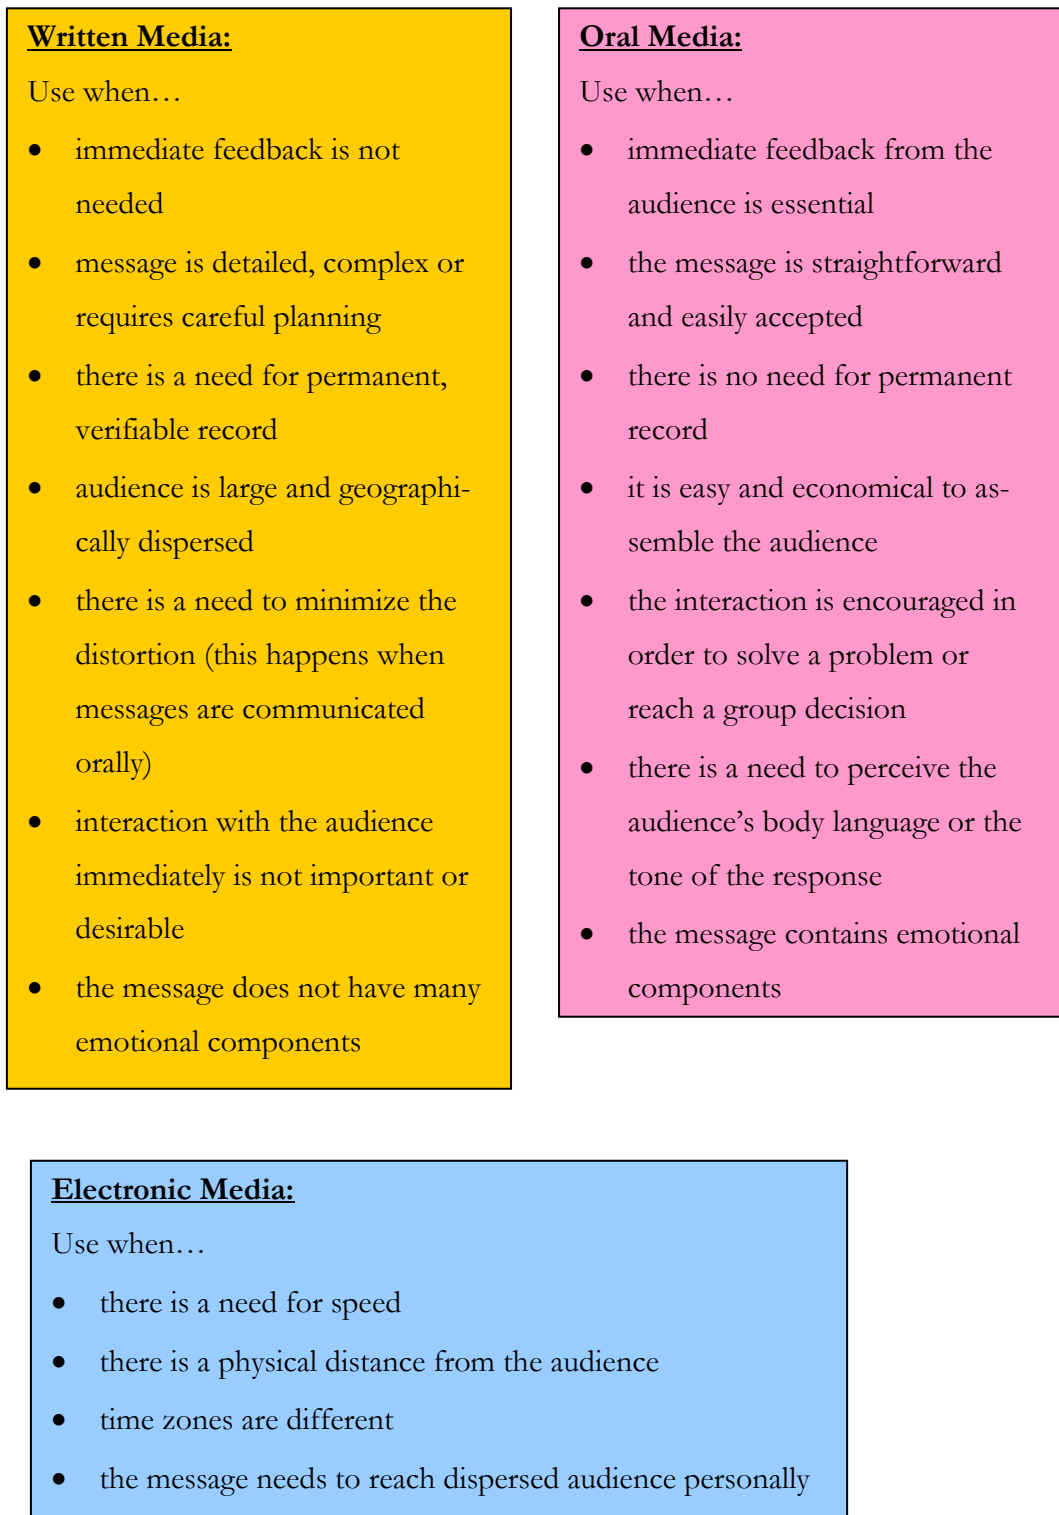 Written Media:
Use when…
• immediate feedback is not
needed
• message is detailed, complex or
requires careful planning
• there is a need for permanent,
verifiable record
• audience is large and geographi-
cally dispersed
• there is a need to minimize the
distortion (this happens when
messages are communicated
orally)
• interaction with the audience
immediately is not important or
desirable
• the message does not have many
emotional components
Oral Media:
Use when…
• immediate feedback from the
audience is essential
• the message is straightforward
and easily accepted
• there is no need for permanent
record
• it is easy and economical to as-
semble the audience
• the interaction is encouraged in
order to solve a problem or
reach a group decision
• there is a need to perceive the
audience’s body language or the
tone of the response
• the message contains emotional
components
Electronic Media:
Use when…
• there is a need for speed
• there is a physical distance from the audience
• time zones are different
• the message needs to reach dispersed audience personally